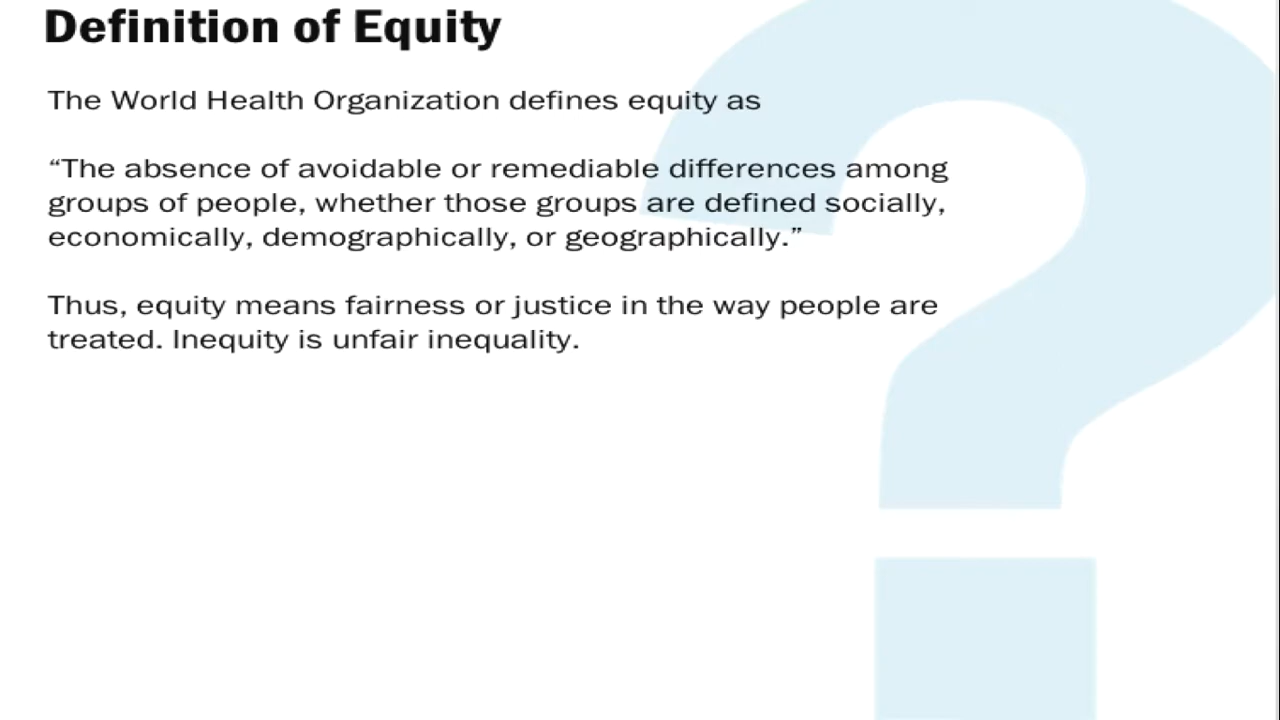 Definition of Equity
The World Health Organization defines equity as
“The absence of avoidable or remediable differences among
groups of people, whether those groups are defined socially,
economically, demographically, or geographically.”
Thus, equity means fairness or justice in the way people are
treated. Inequity is unfair inequality.